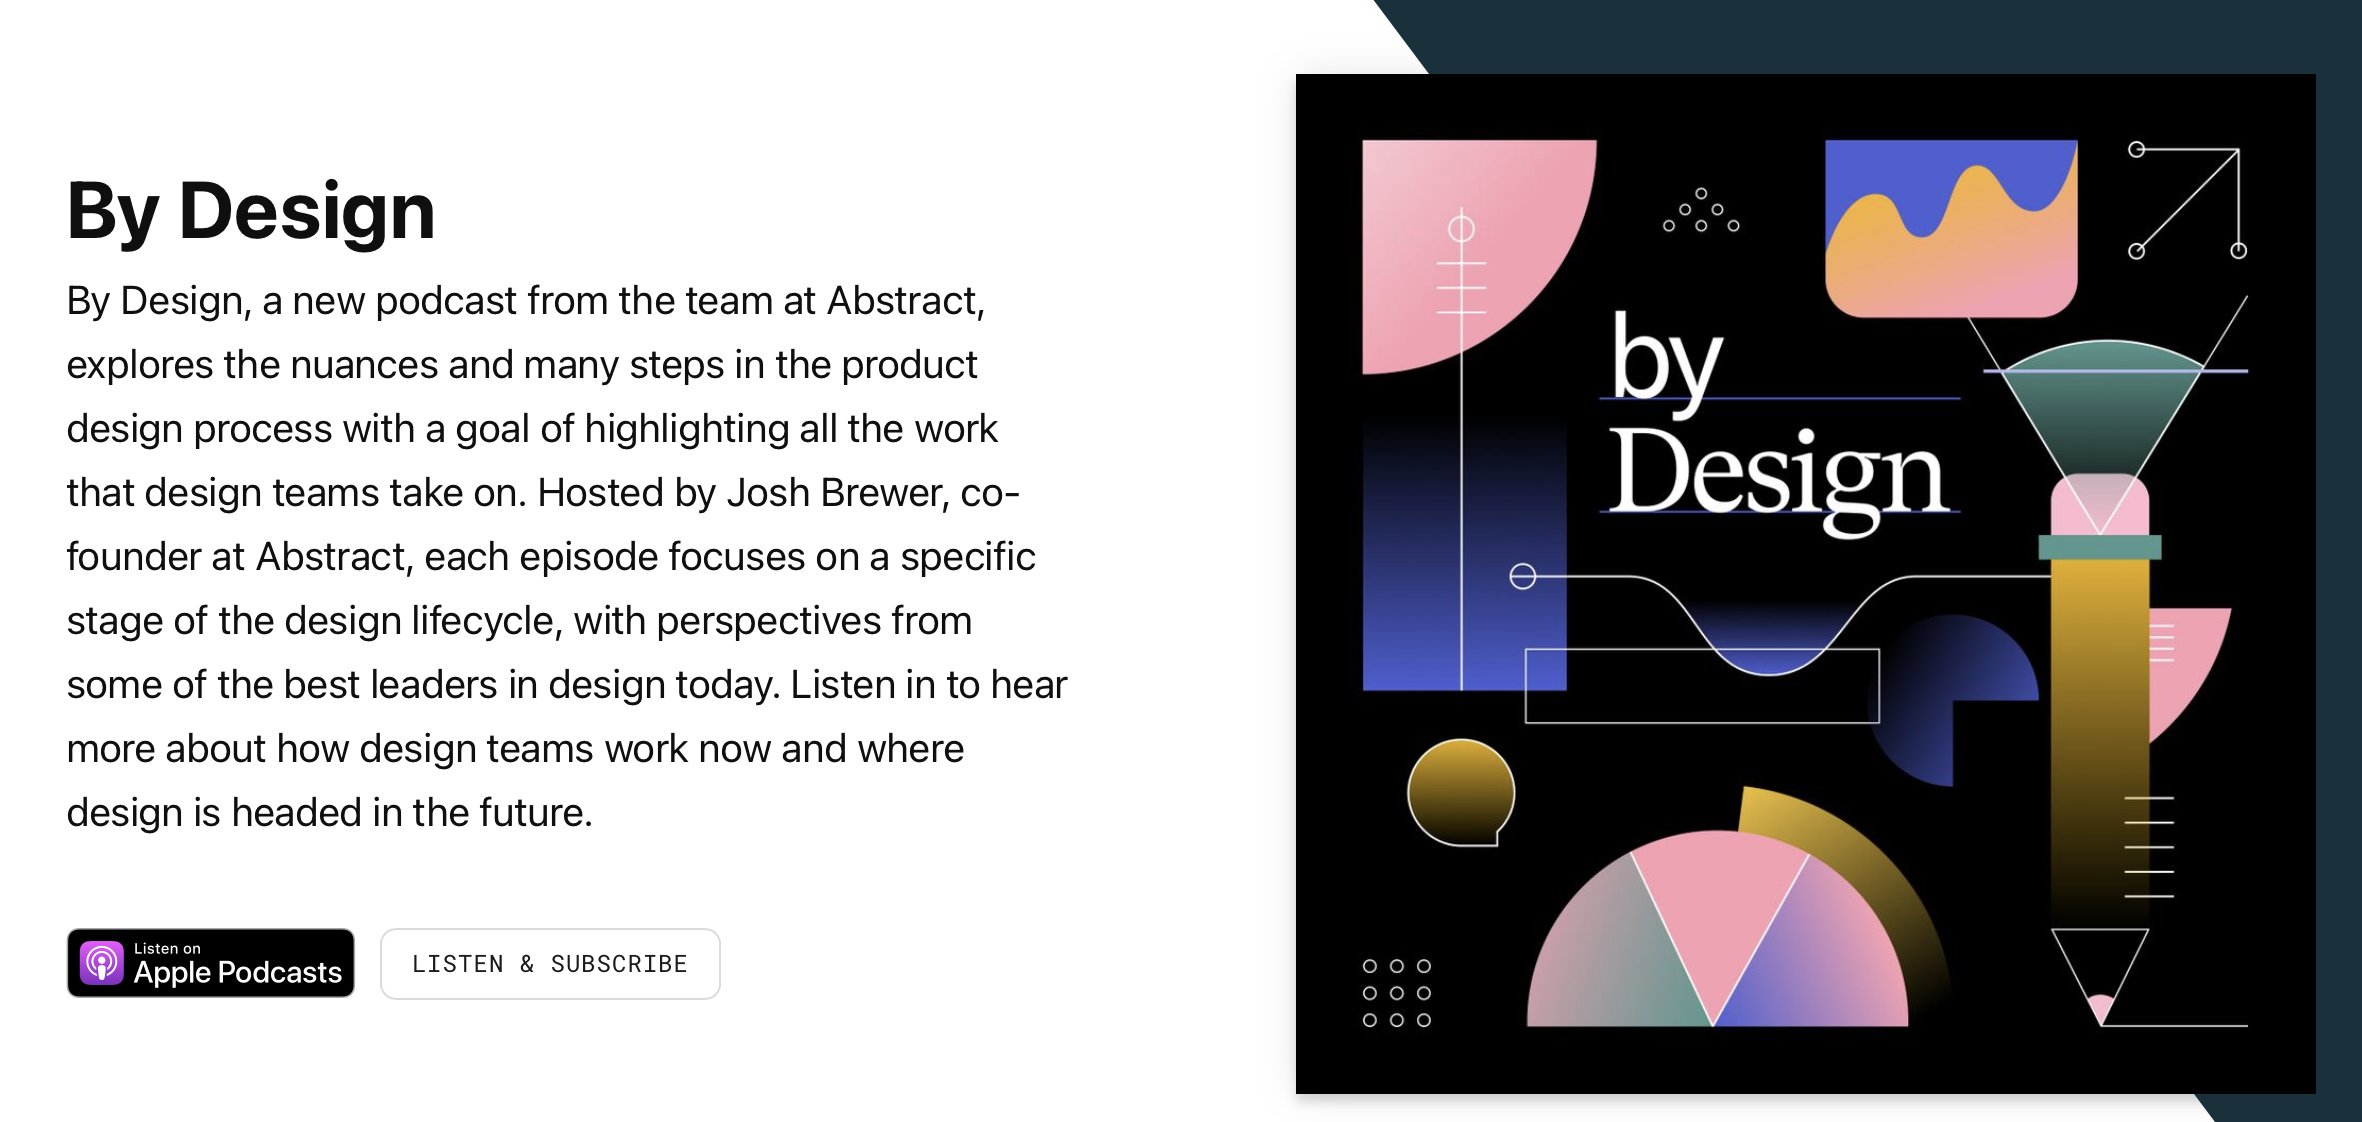 By Design
By Design, a new podcast from the team at Abstract,
explores the nuances and many steps in the product
design process with a goal of highlighting all the work
that design teams take on. Hosted by Josh Brewer, co-
founder at Abstract, each episode focuses on a specific
stage of the design lifecycle, with perspectives from
some of the best leaders in design today. Listen in to hear
more about how design teams work now and where
design is headed in the future.
Listen on
Apple Podcasts
LISTEN & SUBSCRIBE
by
Design